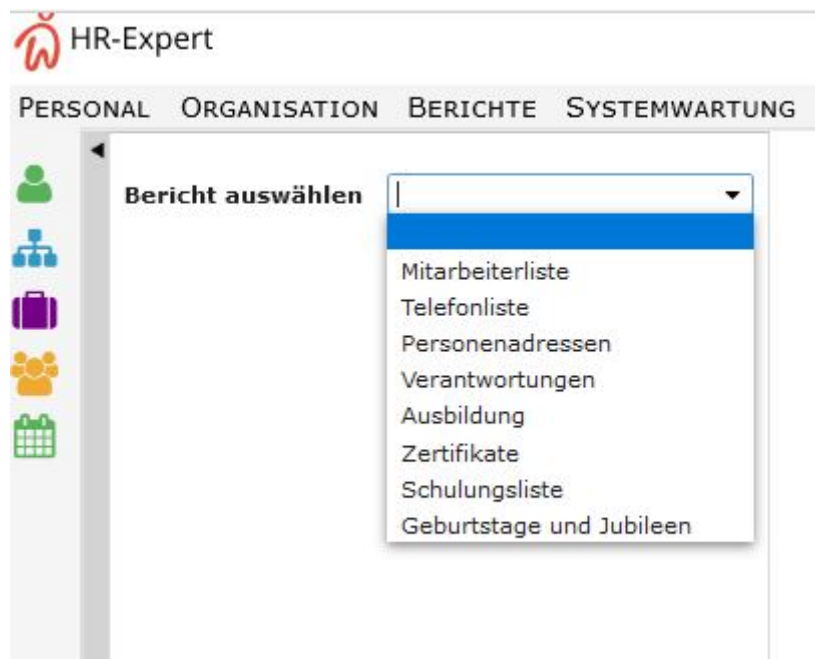 HR-Expert
PERSONAL ORGANISATION BERICHTE SYSTEMWARTUNG
Bericht auswählen
Mitarbeiterliste
Telefonliste
Personenadressen
Verantwortungen
Ausbildung
Zertifikate
Schulungsliste
Geburtstage und Jubileen